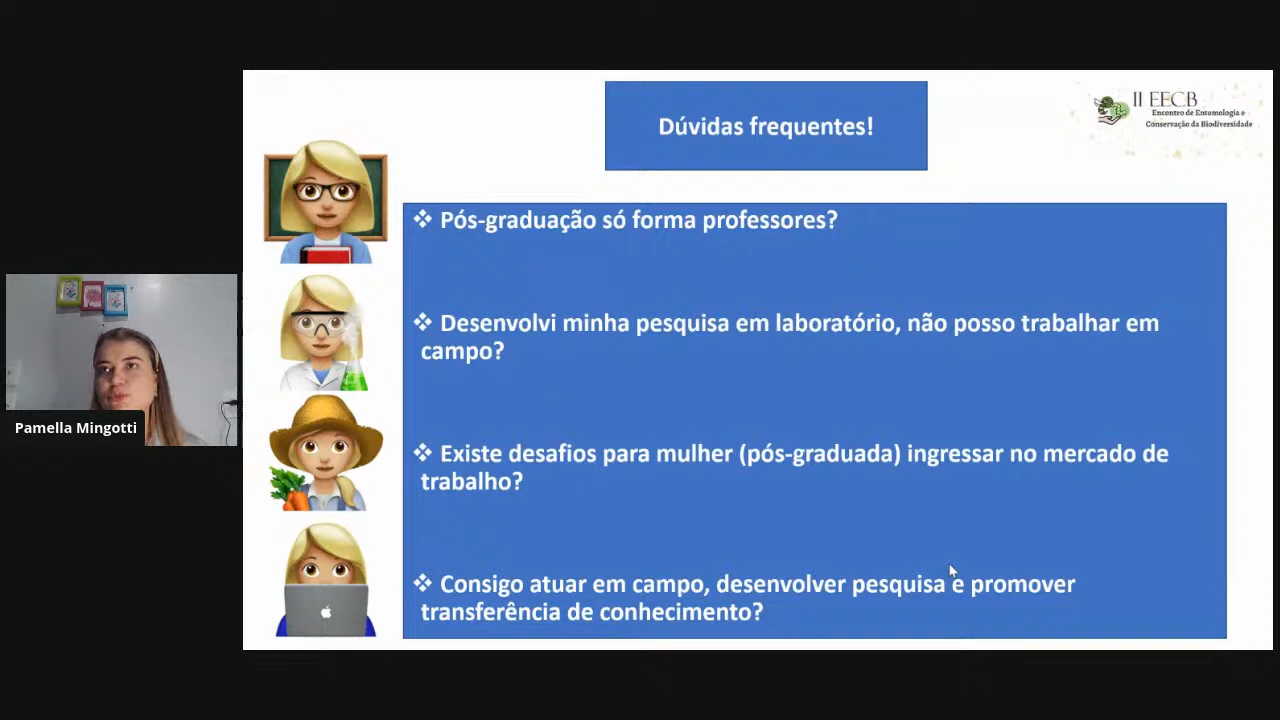 Dúvidas frequentes!
II EECB
Encontro de Entomologia e
Conservação da Biodiversidade
❖ Pós-graduação só forma professores?
❖ Desenvolvi minha pesquisa em laboratório, não posso trabalhar em
campo?
❖ Existe desafios para mulher (pós-graduada) ingressar no mercado de
trabalho?
❖ Consigo atuar em campo, desenvolver pesquisa e promover
transferência de conhecimento?
Pamella Mingotti